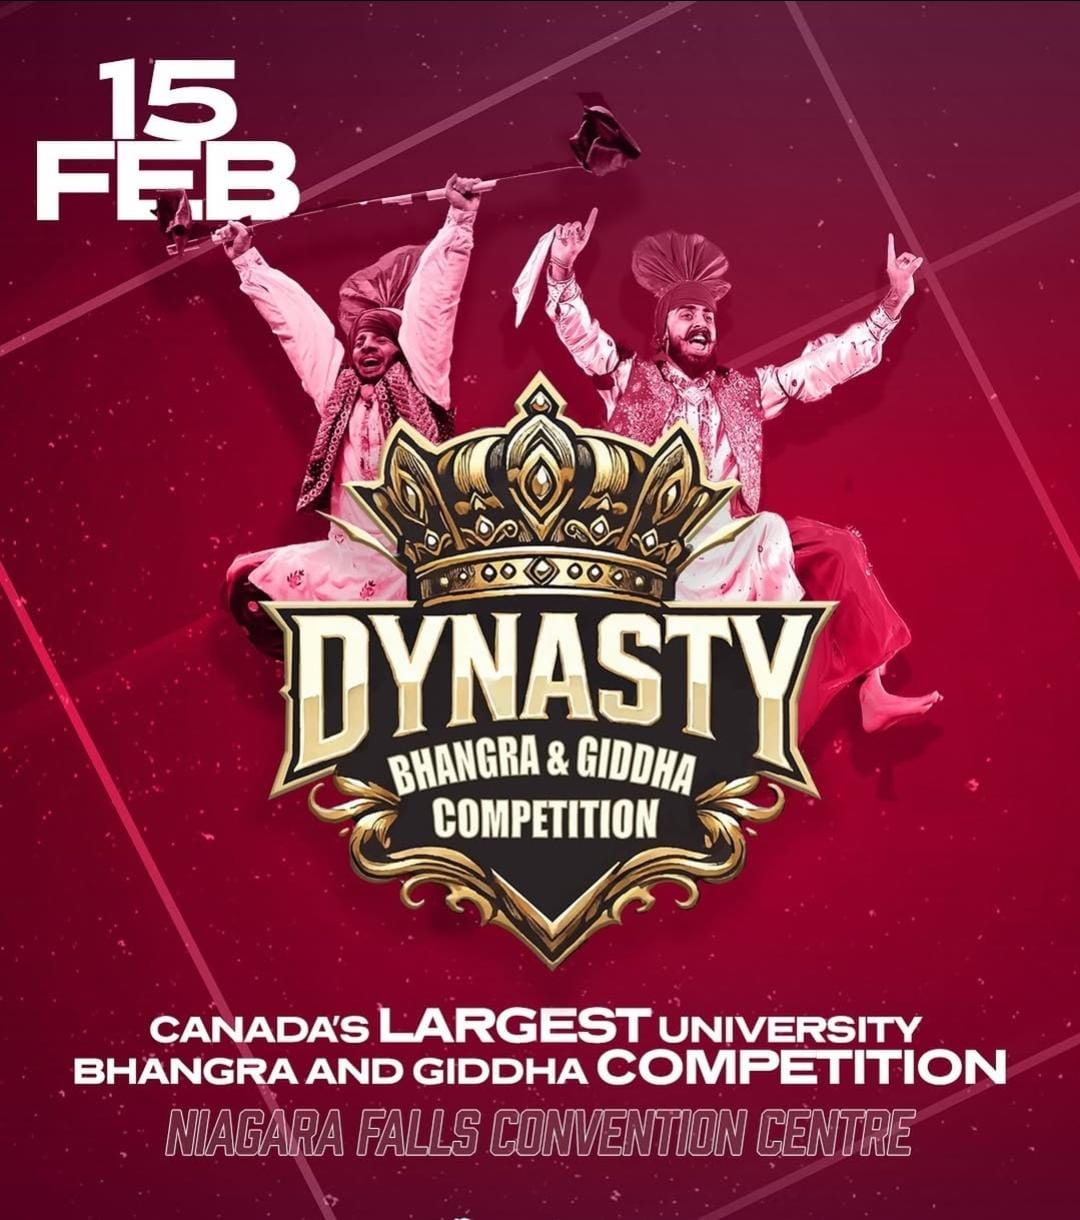 15
FEB
DYNASTY
BHANGRA & GIDDHA
COMPETITION
CANADA'S LARGEST UNIVERSITY
BHANGRA AND GIDDHA COMPETITION
NIAGARA FALLS CONVENTION CENTRE